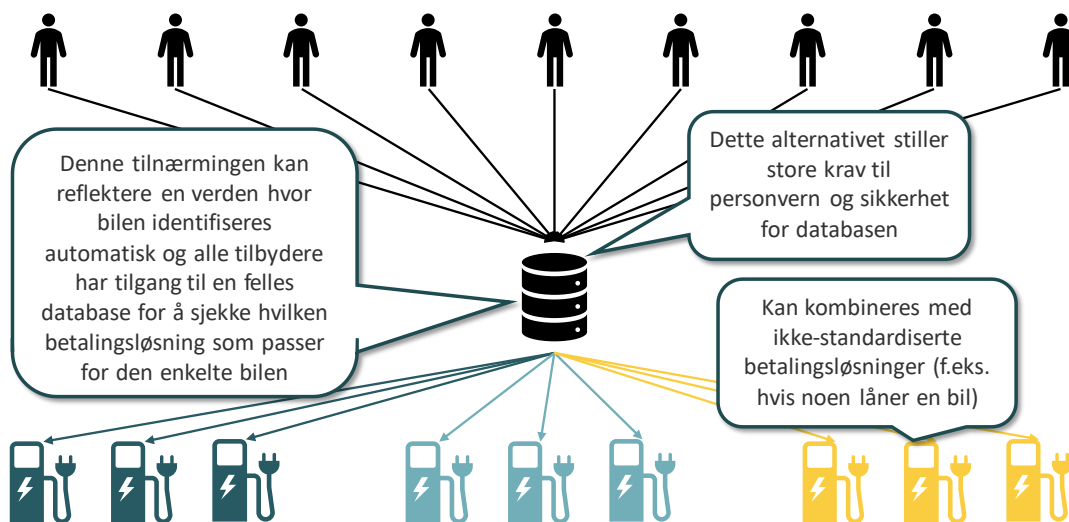 Denne tilnærmingen kan
reflektere en verden hvor
bilen identifiseres
automatisk og alle tilbydere
har tilgang til en felles
database for å sjekke hvilken
betalingsløsning som passer
for den enkelte bilen
Dette alternativet stiller
store krav til
personvern og sikkerhet
for databasen
Kan kombineres med
ikke-standardiserte
betalingsløsninger (f.eks.
hvis noen låner en bil)